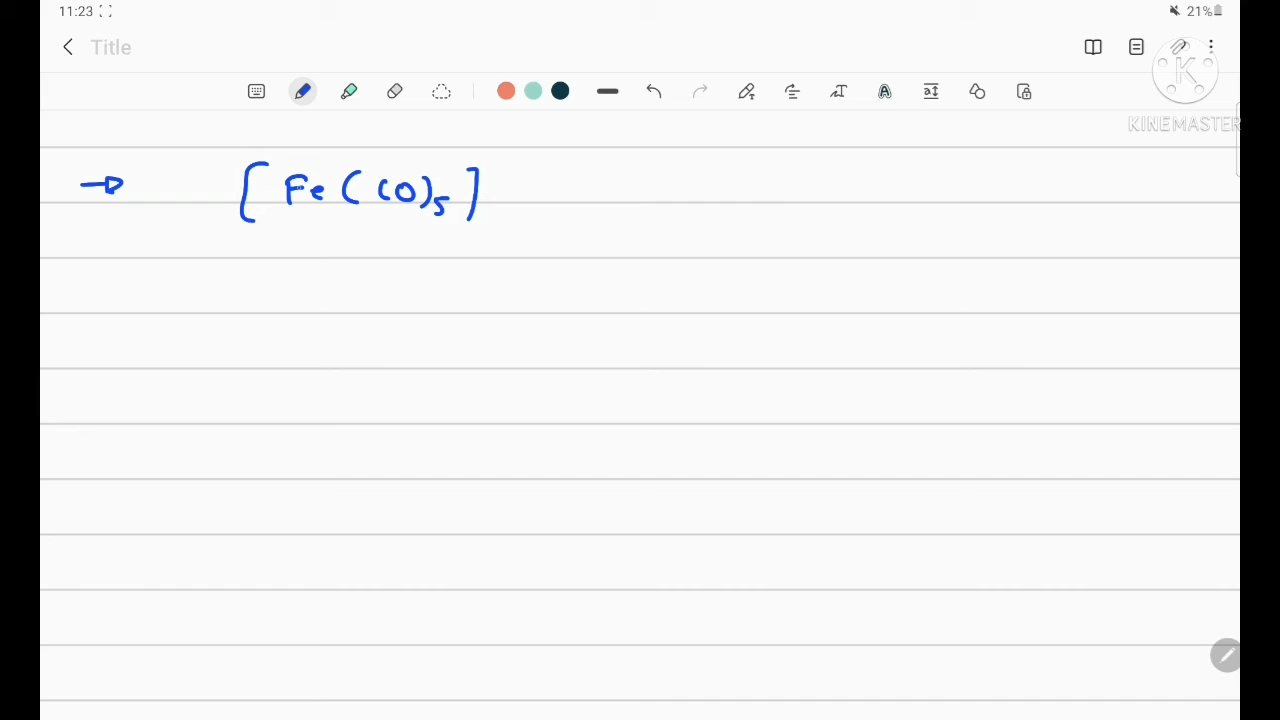 11:23 21%
Title
K
KINEMASTER
→ [Fe(CO)₅]